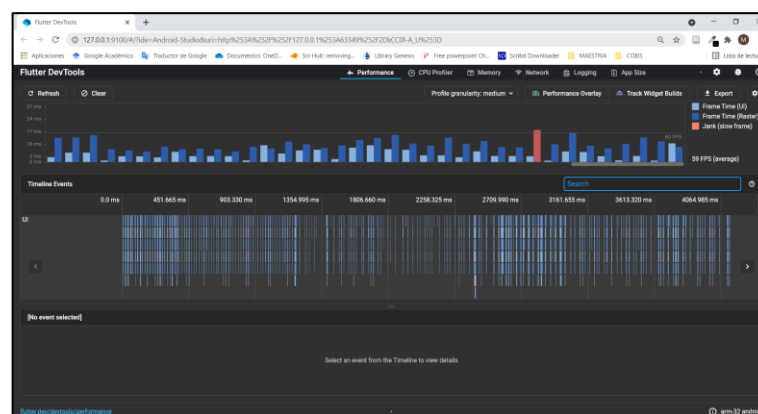 Flutter DevTools
127.0.0.1:9100/#/?ide=Android-Studio&uri=http%253A%252F%252F127.0.0.1%253A63349%252F2DkCC0F-A_U%253D
Aplicaciones Google Académico Traductor de Google Documentos: OneD... Sci-Hub: removing... Library Genesis Free powerpoint Ch... Scribd Downloader MAESTRIA COBIS Lista de lectu
Flutter DevTools Performance CPU Profiler Memory Network Logging App Size
Refresh Clear Profile granularity: medium Performance Overlay Track Widget Builds Export
Frame Time (UI)
Frame Time (Raster)
Jank (slow frame)
60 FPS
59 FPS (average)
Timeline Events Search
0.0 ms 451.665 ms 903.330 ms 1354.995 ms 1806.660 ms 2258.325 ms 2709.990 ms 3161.655 ms 3613.320 ms 4064.985 ms
UI
[No event selected]
Select an event from the Timeline to view details
flutter.dev/devtools/performance arm-32 andro